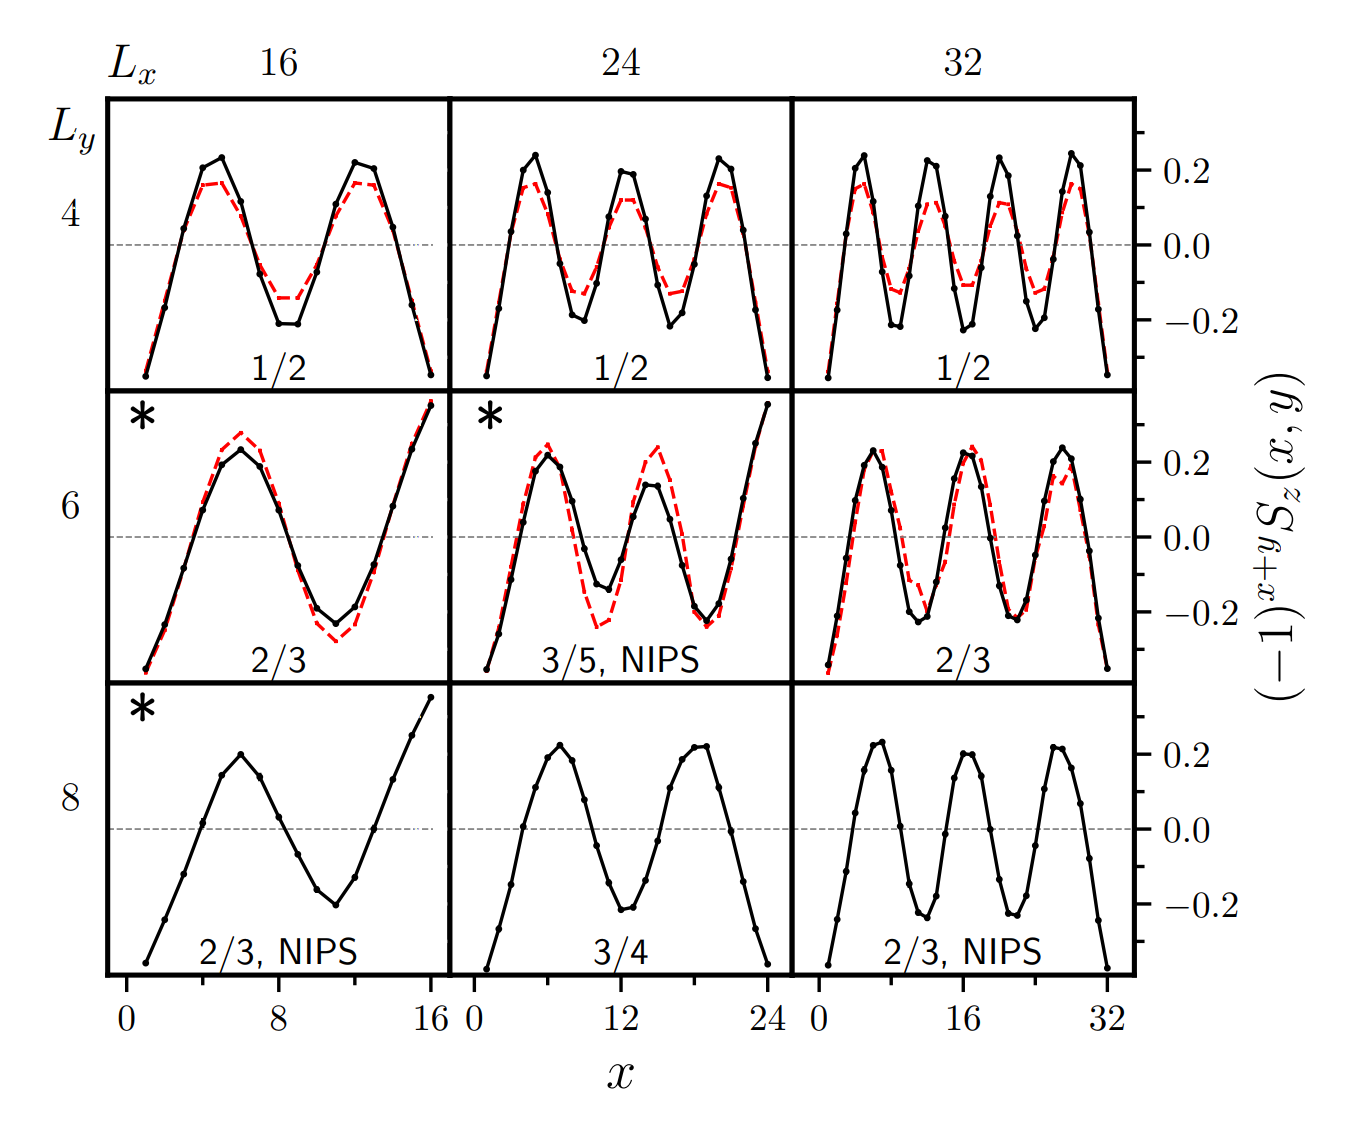 L_x 16 24 32
L_y
4
1/2 1/2 1/2
0.2
0.0
−0.2
* *
6
2/3 3/5, NIPS 2/3
0.2
0.0
−0.2
*
8
2/3, NIPS 3/4 2/3, NIPS
0.2
0.0
−0.2
0 8 16 0 12 24 0 16 32
x
(−1)^{x+y} S_z(x, y)